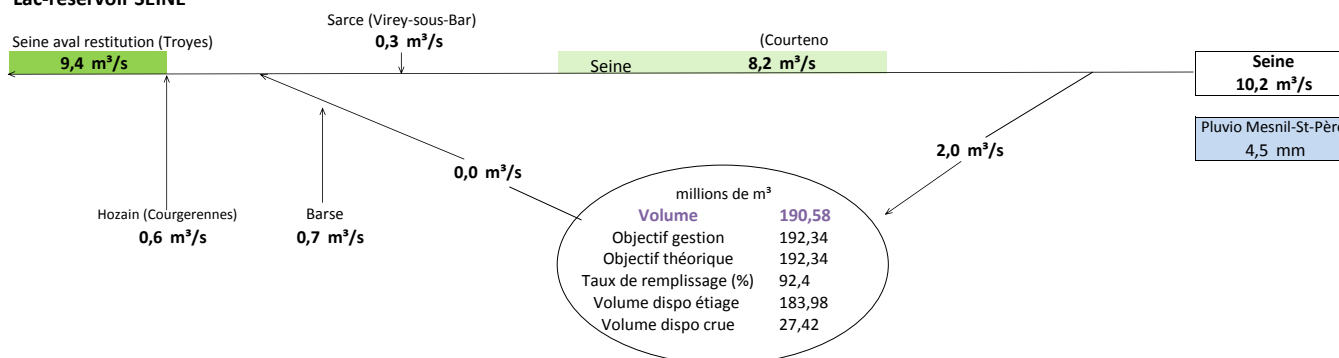 Lac-réservoir SEINE
Sarce (Virey-sous-Bar)
0,3 m³/s
Seine aval restitution (Troyes)
9,4 m³/s
(Courteno
Seine
8,2 m³/s
Seine
10,2 m³/s
Pluvio Mesnil-St-Père
4,5 mm
2,0 m³/s
0,0 m³/s
Hozain (Courgerennes)
0,6 m³/s
Barse
0,7 m³/s
millions de m³
Volume 190,58
Objectif gestion 192,34
Objectif théorique 192,34
Taux de remplissage (%) 92,4
Volume dispo étiage 183,98
Volume dispo crue 27,42